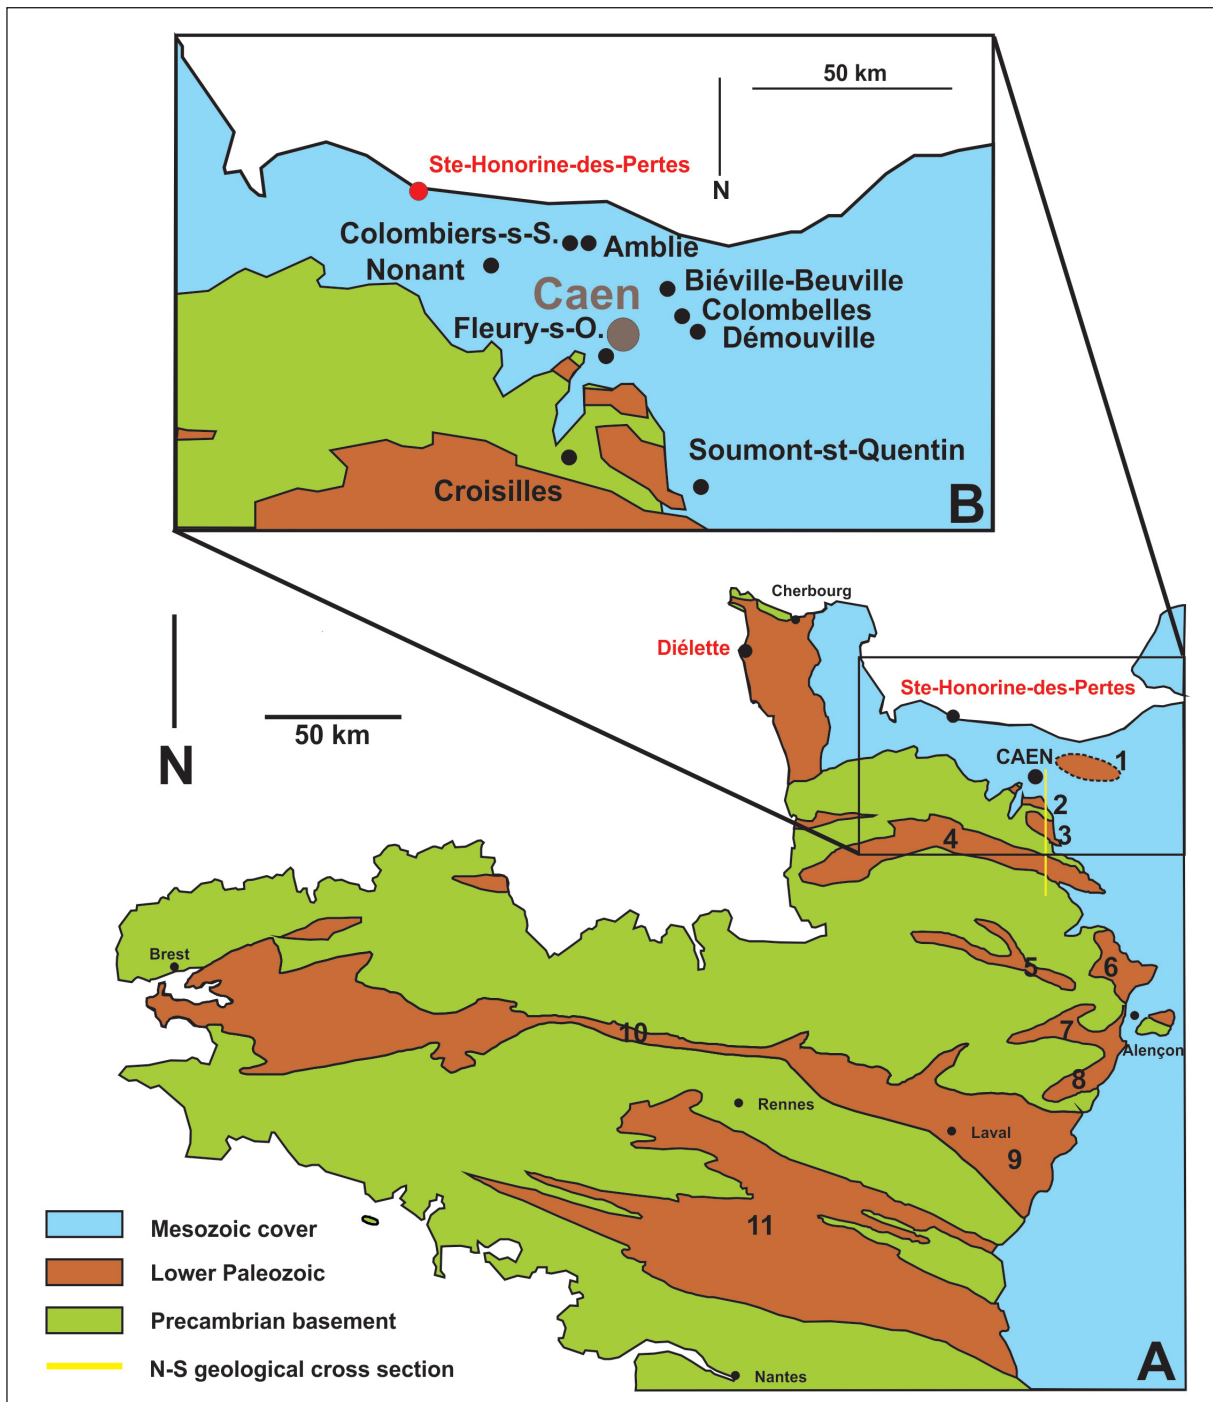 50 km
N
Ste-Honorine-des-Pertes
Colombiers-s-S.
Amblie
Nonant
Biéville-Beuville
Caen
Colombelles
Fleury-s-O.
Démouville
Soumont-st-Quentin
Croisilles
B
Cherbourg
Diélette
Ste-Honorine-des-Pertes
N
50 km
CAEN
1
2
3
4
Brest
5
6
7
10
Alençon
8
Rennes
Laval
9
11
Mesozoic cover
Lower Paleozoic
Precambrian basement
N-S geological cross section
Nantes
A